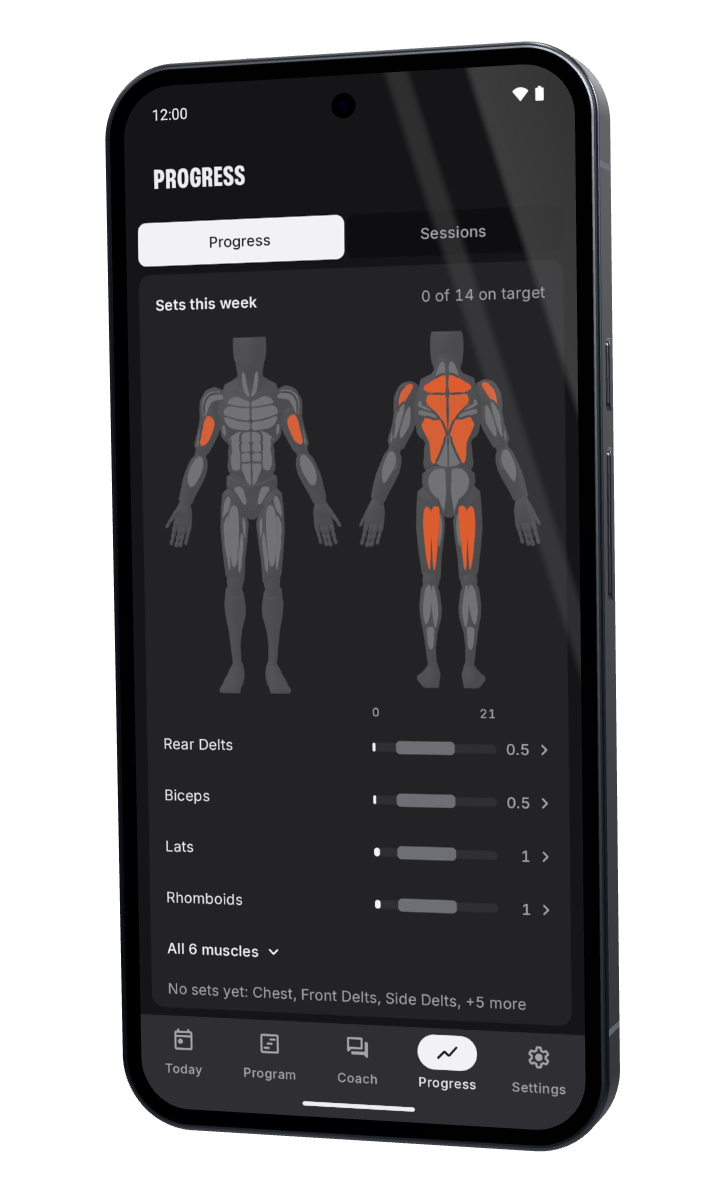 12:00
PROGRESS
Progress
Sessions
Sets this week
0 of 14 on target
0
21
Rear Delts
0.5
Biceps
0.5
Lats
1
Rhomboids
1
All 6 muscles
No sets yet: Chest, Front Delts, Side Delts, +5 more
Today
Program
Coach
Progress
Settings